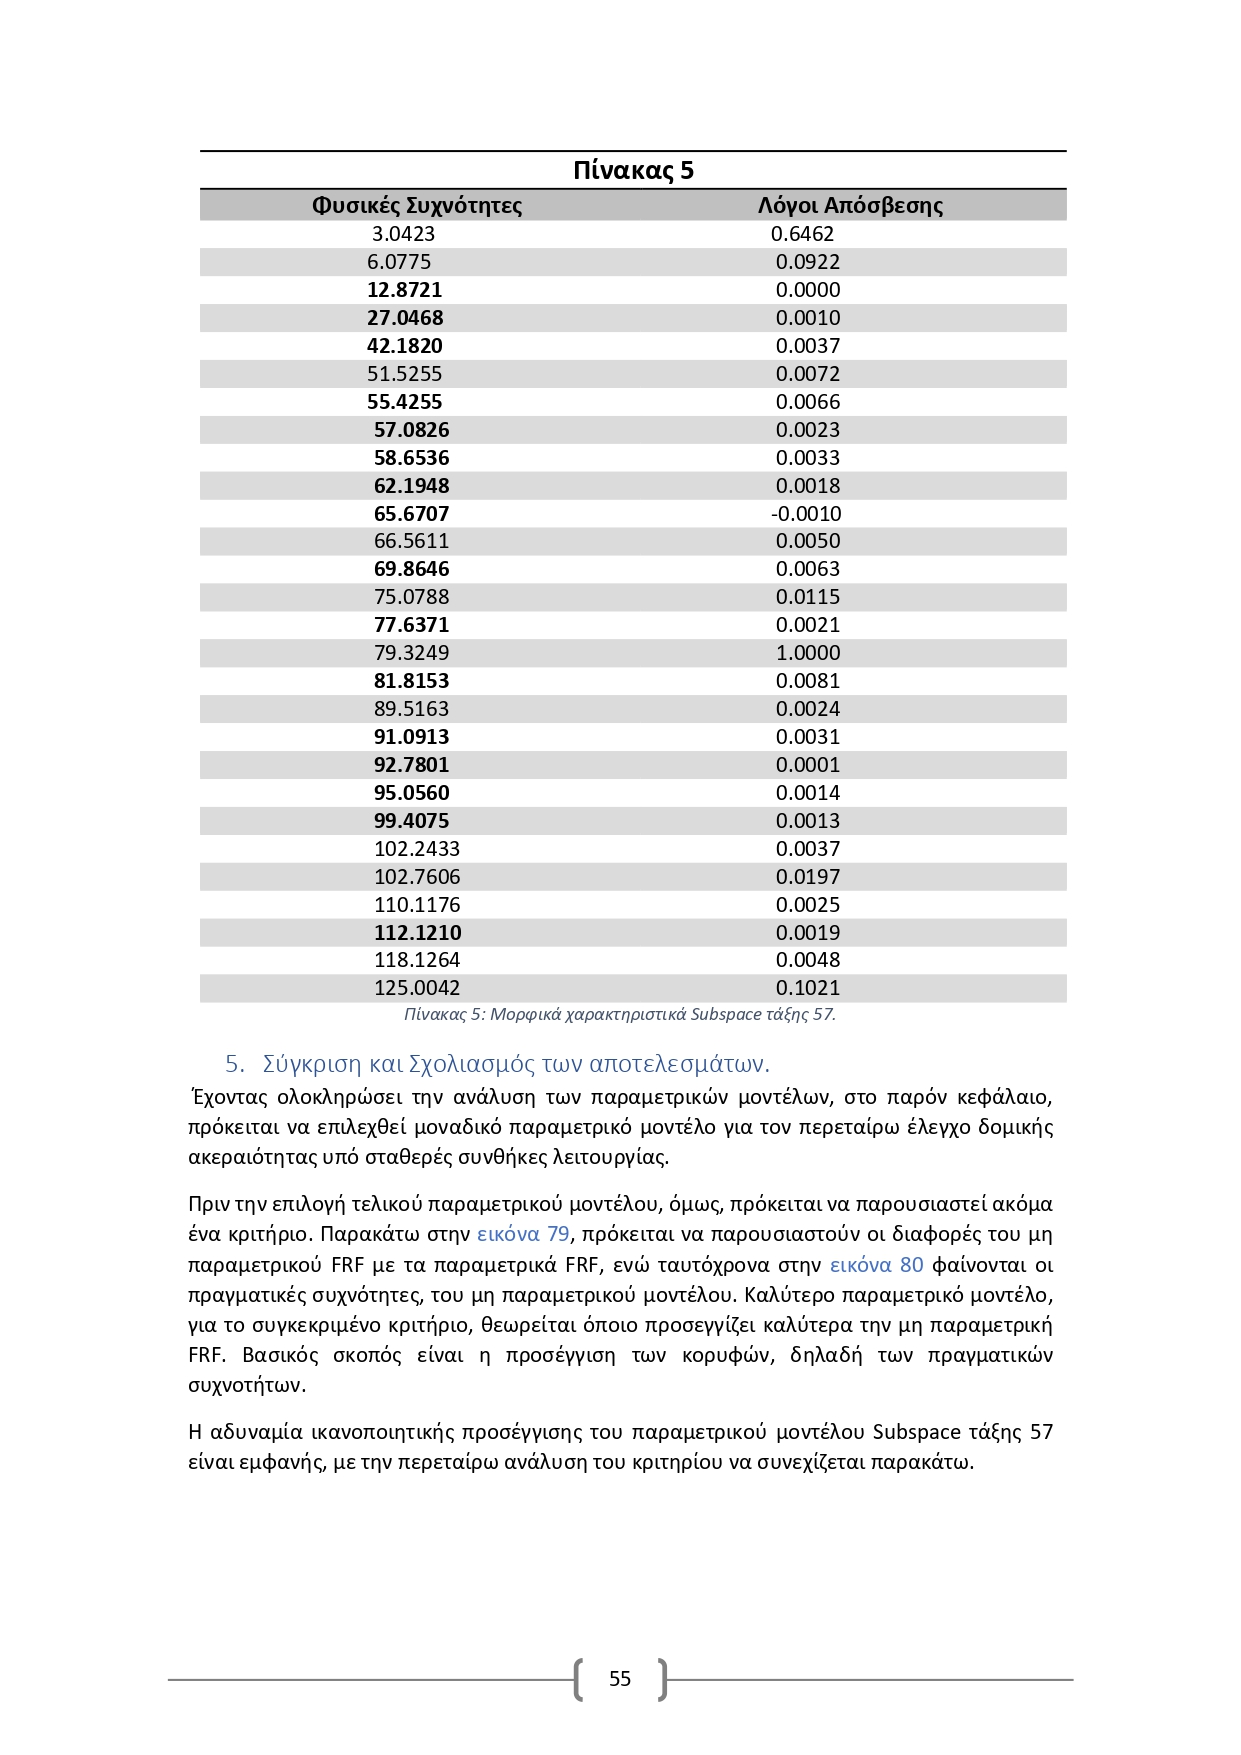 Πίνακας 5
Φυσικές Συχνότητες Λόγοι Απόσβεσης
3.0423 0.6462
6.0775 0.0922
12.8721 0.0000
27.0468 0.0010
42.1820 0.0037
51.5255 0.0072
55.4255 0.0066
57.0826 0.0023
58.6536 0.0033
62.1948 0.0018
65.6707 -0.0010
66.5611 0.0050
69.8646 0.0063
75.0788 0.0115
77.6371 0.0021
79.3249 1.0000
81.8153 0.0081
89.5163 0.0024
91.0913 0.0031
92.7801 0.0001
95.0560 0.0014
99.4075 0.0013
102.2433 0.0037
102.7606 0.0197
110.1176 0.0025
112.1210 0.0019
118.1264 0.0048
125.0042 0.1021
Πίνακας 5: Μορφικά χαρακτηριστικά Subspace τάξης 57.
5. Σύγκριση και Σχολιασμός των αποτελεσμάτων.
Έχοντας ολοκληρώσει την ανάλυση των παραμετρικών μοντέλων, στο παρόν κεφάλαιο,
πρόκειται να επιλεχθεί μοναδικό παραμετρικό μοντέλο για τον περεταίρω έλεγχο δομικής
ακεραιότητας υπό σταθερές συνθήκες λειτουργίας.
Πριν την επιλογή τελικού παραμετρικού μοντέλου, όμως, πρόκειται να παρουσιαστεί ακόμα
ένα κριτήριο. Παρακάτω στην εικόνα 79, πρόκειται να παρουσιαστούν οι διαφορές του μη
παραμετρικού FRF με τα παραμετρικά FRF, ενώ ταυτόχρονα στην εικόνα 80 φαίνονται οι
πραγματικές συχνότητες, του μη παραμετρικού μοντέλου. Καλύτερο παραμετρικό μοντέλο,
για το συγκεκριμένο κριτήριο, θεωρείται όποιο προσεγγίζει καλύτερα την μη παραμετρική
FRF. Βασικός σκοπός είναι η προσέγγιση των κορυφών, δηλαδή των πραγματικών
συχνοτήτων.
Η αδυναμία ικανοποιητικής προσέγγισης του παραμετρικού μοντέλου Subspace τάξης 57
είναι εμφανής, με την περεταίρω ανάλυση του κριτηρίου να συνεχίζεται παρακάτω.
55